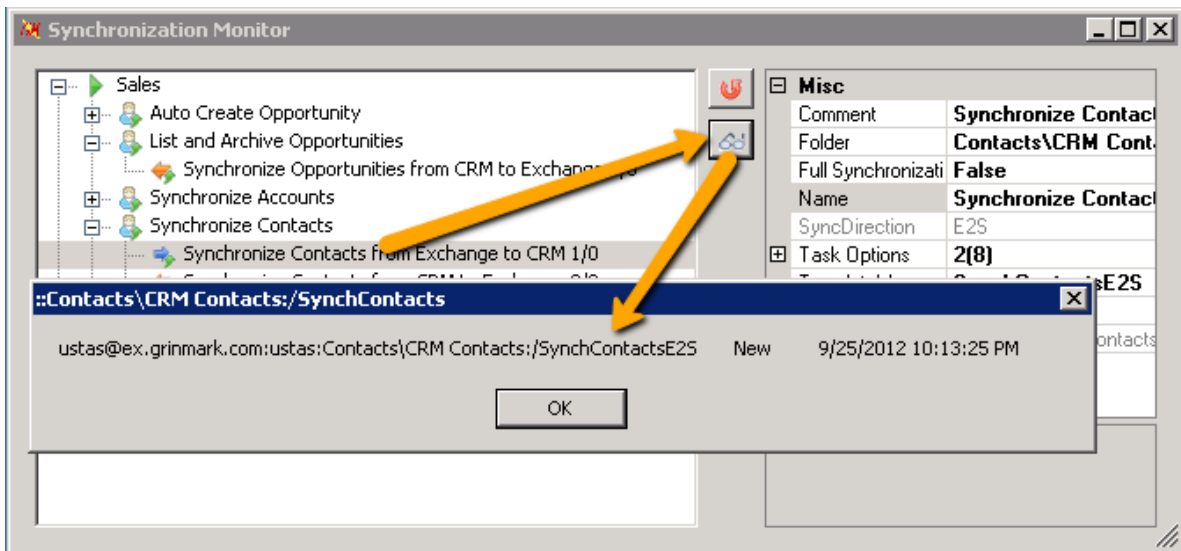 Synchronization Monitor
Sales
Auto Create Opportunity
List and Archive Opportunities
Synchronize Opportunities from CRM to Exchange
Synchronize Accounts
Synchronize Contacts
Synchronize Contacts from Exchange to CRM 1/0
Misc
Comment Synchronize Contact
Folder Contacts\CRM Cont
Full Synchronizati False
Name Synchronize Contact
SyncDirection E2S
Task Options 2(8)
sE2S
ontacts
::Contacts\CRM Contacts:/SynchContacts
ustas@ex.grinmark.com:ustas:Contacts\CRM Contacts:/SynchContactsE2S New 9/25/2012 10:13:25 PM
OK